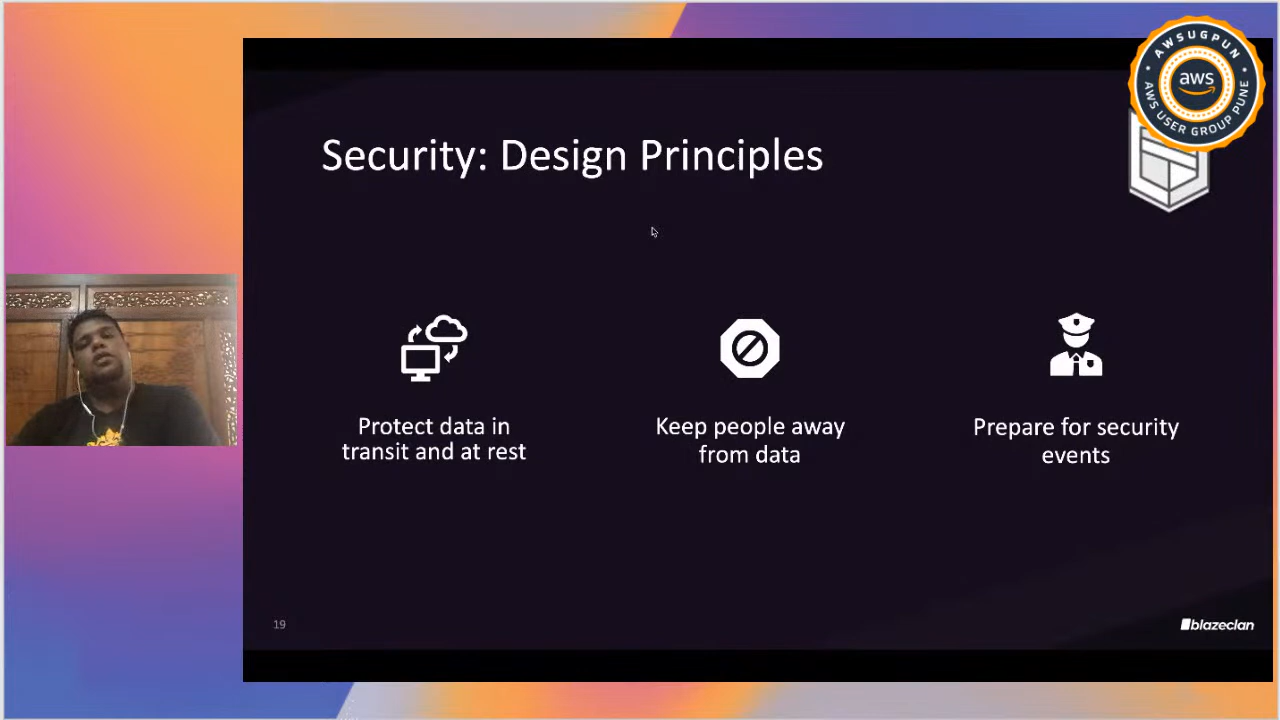 AWSUGPUN
aws
AWS USER GROUP PUNE
Security: Design Principles
Protect data in
transit and at rest
Keep people away
from data
Prepare for security
events
19
blazeclan